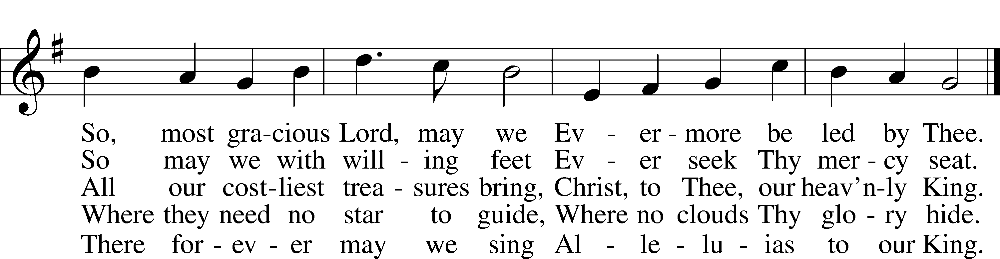 So, most gra-cious Lord, may we Ev - er - more be led by Thee.
So may we with will - ing feet Ev - er seek Thy mer - cy seat.
All our cost-liest trea - sures bring, Christ, to Thee, our heav’n-ly King.
Where they need no star to guide, Where no clouds Thy glo - ry hide.
There for - ev - er may we sing Al - le - lu - ias to our King.